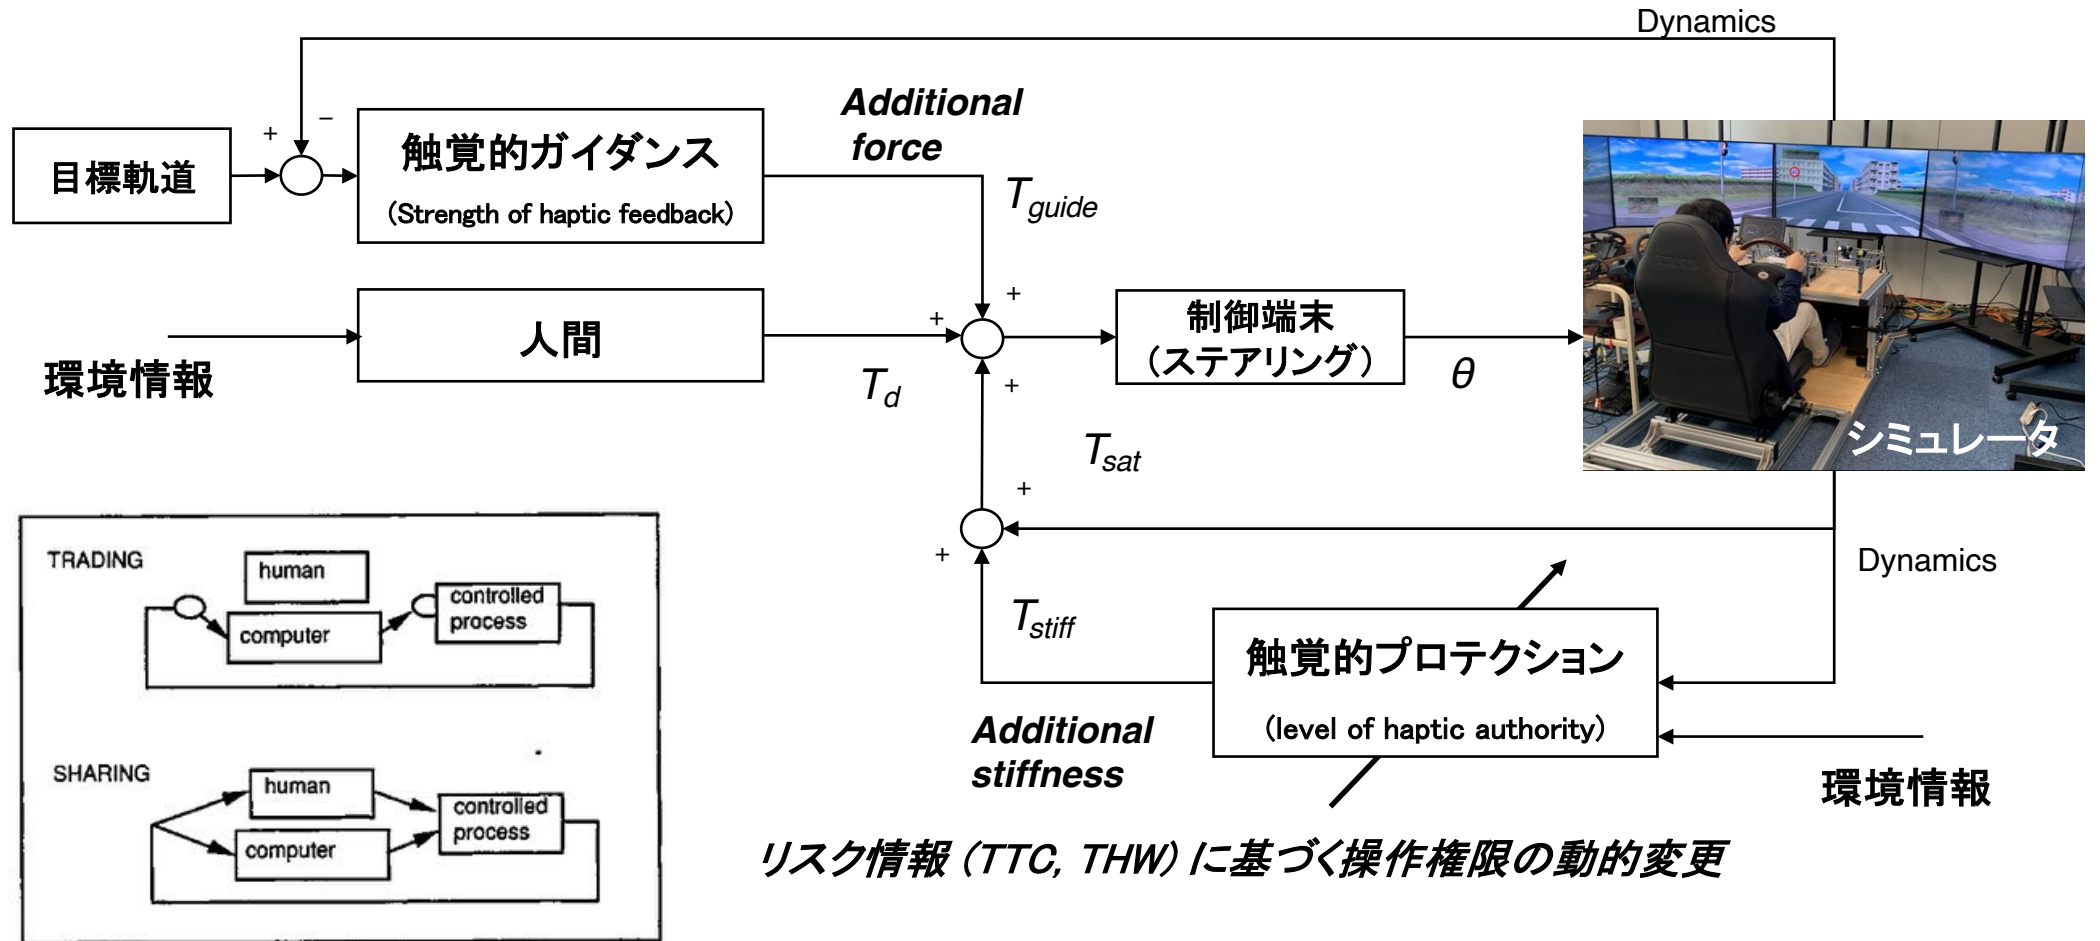 Dynamics
Additional
force
+
−
目標軌道
触覚的ガイダンス
(Strength of haptic feedback)
T_guide
環境情報
人間
+
+
T_d
制御端末
（ステアリング）
θ
シミュレータ
+
T_sat
+
+
Dynamics
T_stiff
触覚的プロテクション
(level of haptic authority)
Additional
stiffness
環境情報
リスク情報 (TTC, THW) に基づく操作権限の動的変更
TRADING
human
computer
controlled
process
SHARING
human
computer
controlled
process